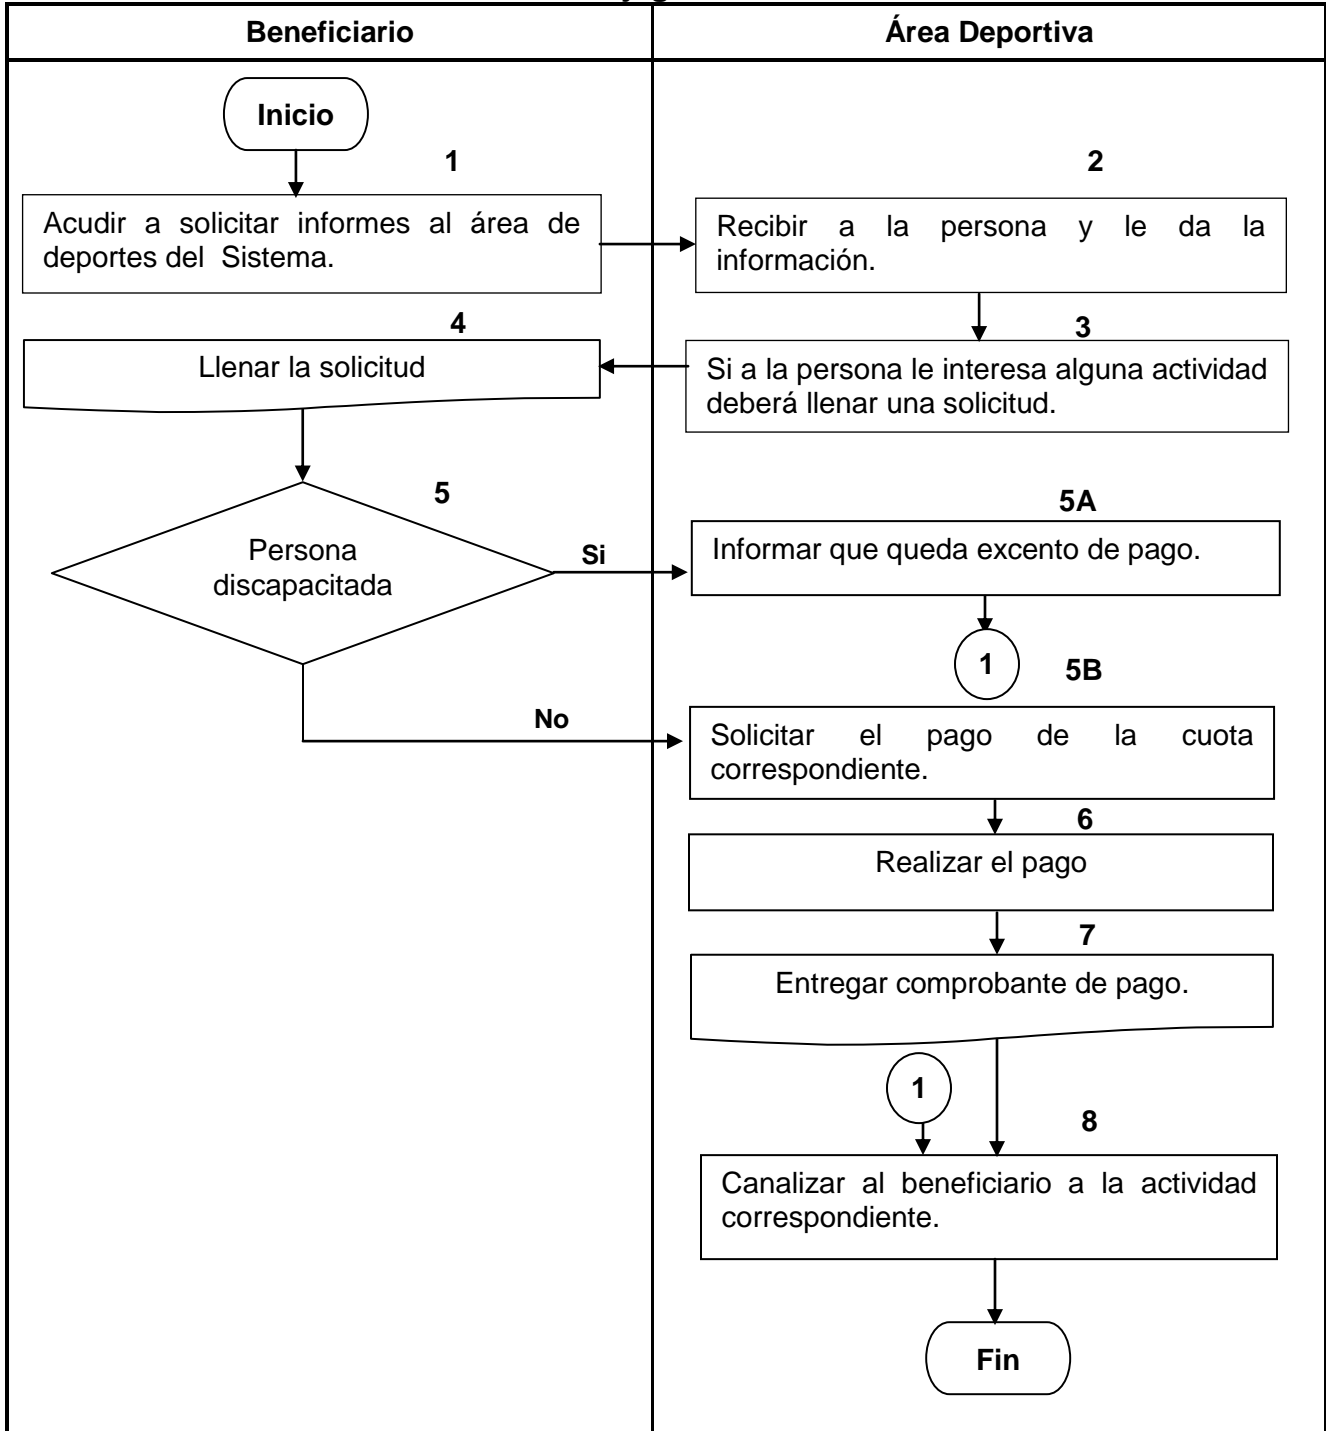 Beneficiario
Área Deportiva
Inicio
1
2
Acudir a solicitar informes al área de
deportes del Sistema.
Recibir a la persona y le da la
información.
4
3
Llenar la solicitud
Si a la persona le interesa alguna actividad
deberá llenar una solicitud.
5
5A
Persona
discapacitada
Si
Informar que queda excento de pago.
1
5B
No
Solicitar el pago de la cuota
correspondiente.
6
Realizar el pago
7
Entregar comprobante de pago.
1
8
Canalizar al beneficiario a la actividad
correspondiente.
Fin